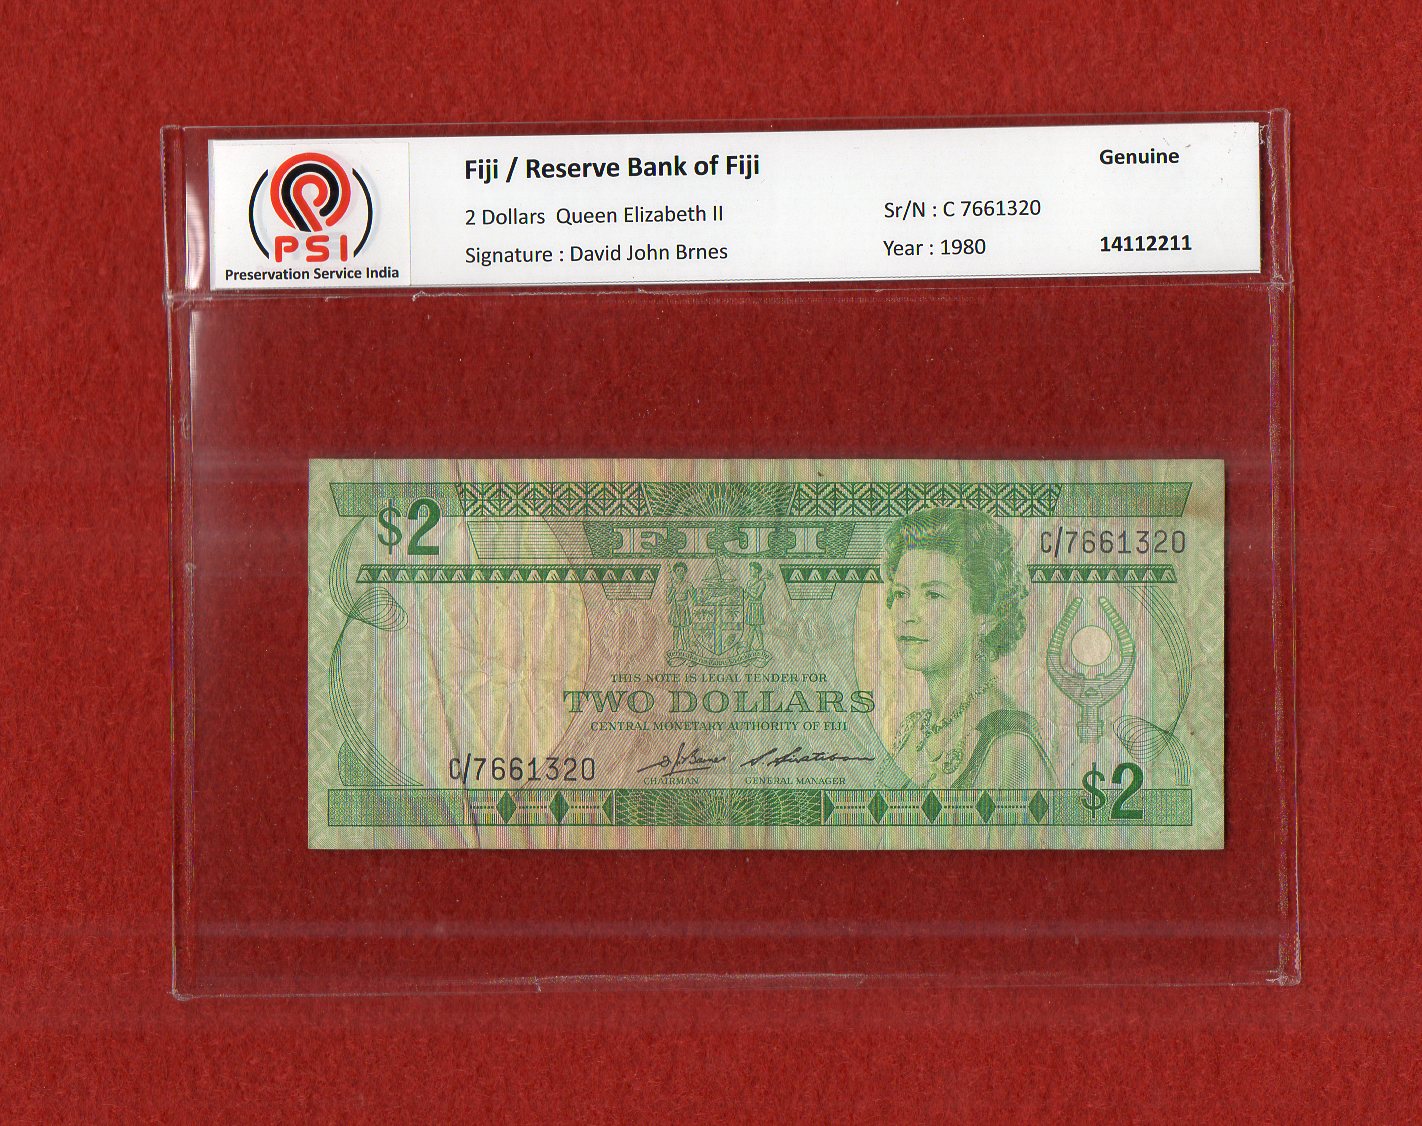 PSI
Preservation Service India
Fiji / Reserve Bank of Fiji
Genuine
2 Dollars Queen Elizabeth II
Sr/N : C 7661320
Signature : David John Brnes
Year : 1980
14112211
$2
FIJI
C/7661320
THIS NOTE IS LEGAL TENDER FOR
TWO DOLLARS
CENTRAL MONETARY AUTHORITY OF FIJI
C/7661320
CHAIRMAN
GENERAL MANAGER
$2